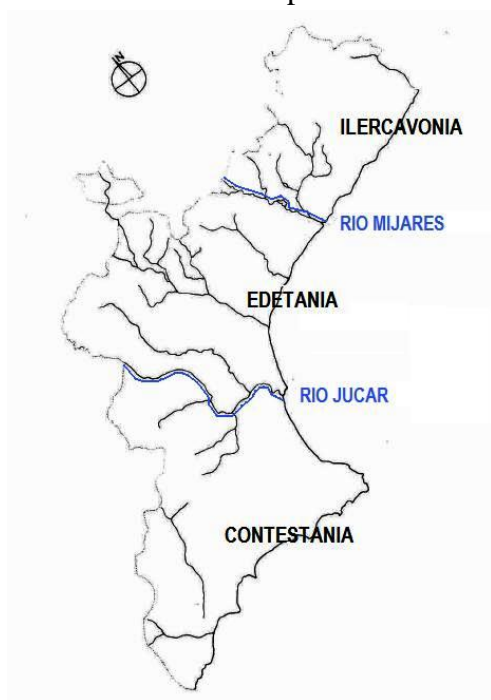 N
ILERCAVONIA
RIO MIJARES
EDETANIA
RIO JUCAR
CONTESTANIA